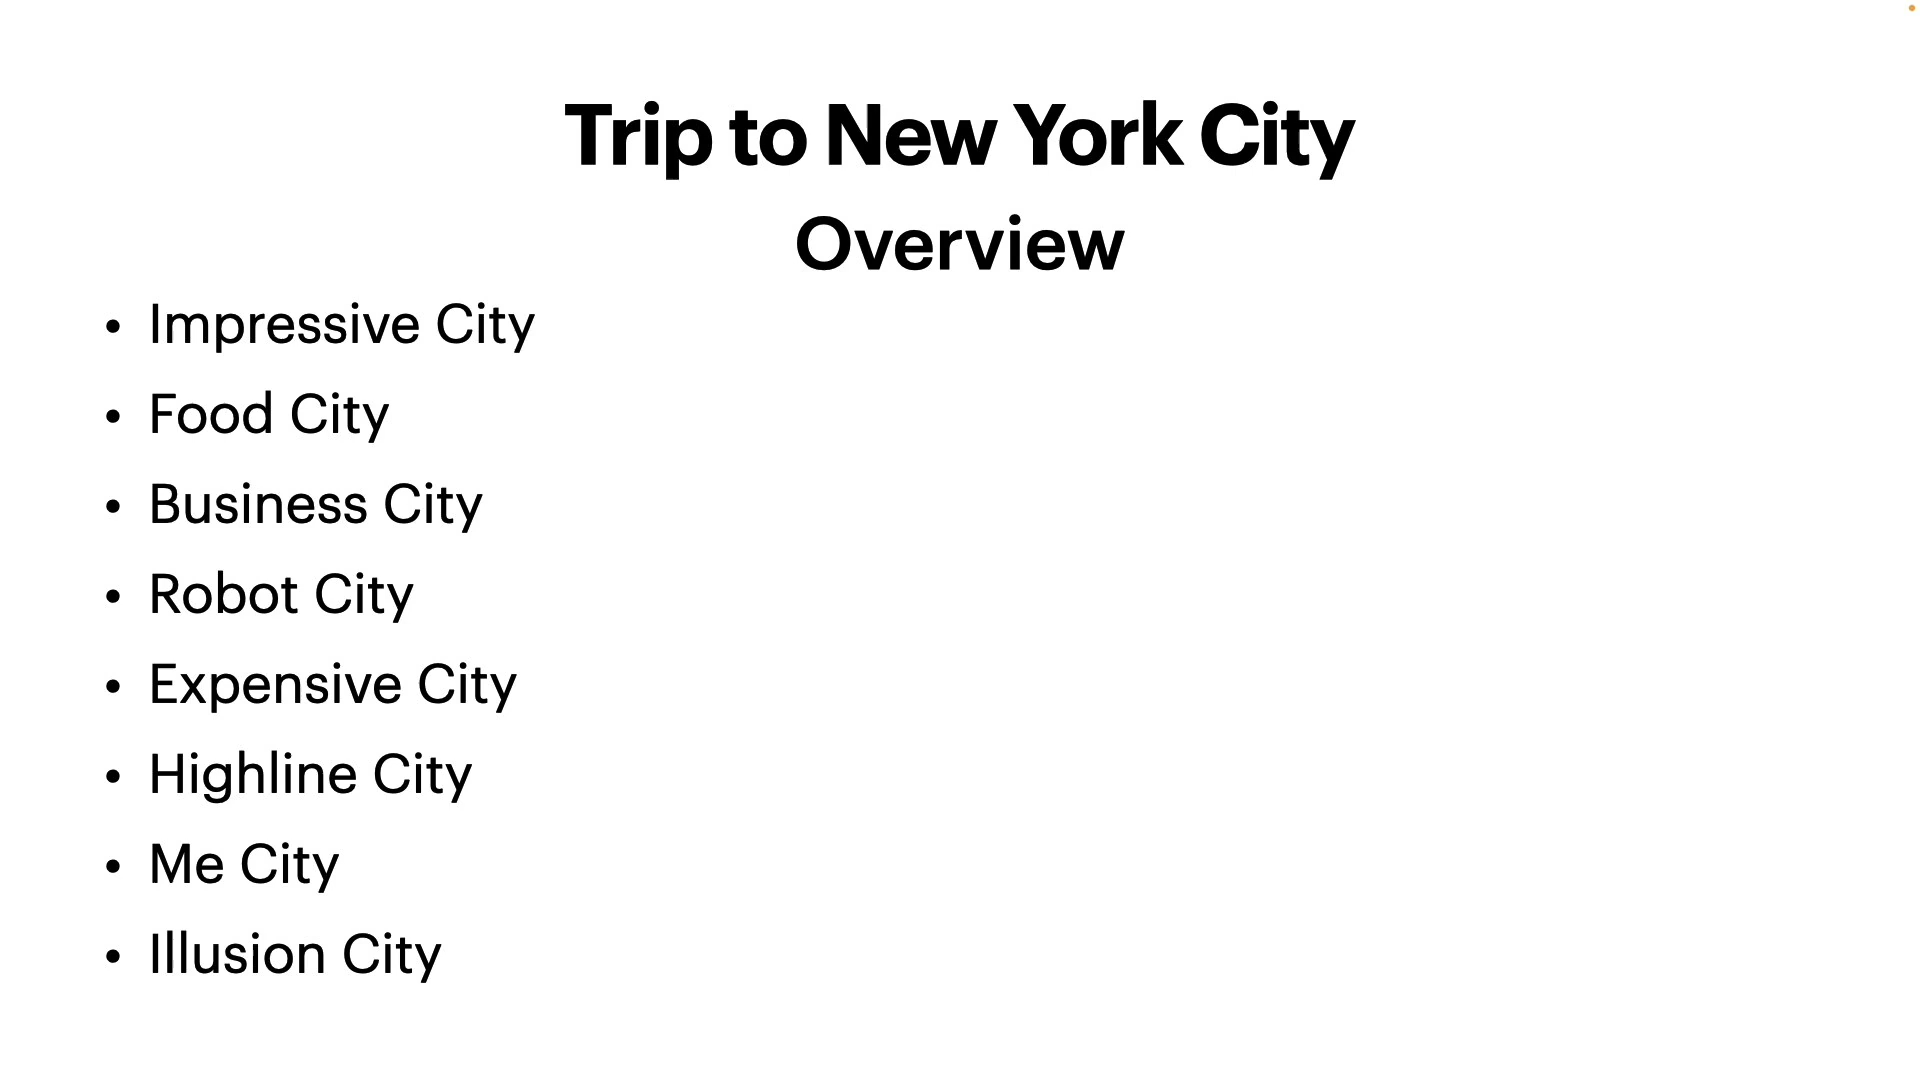 Trip to New York City
Overview
• Impressive City
• Food City
• Business City
• Robot City
• Expensive City
• Highline City
• Me City
• Illusion City